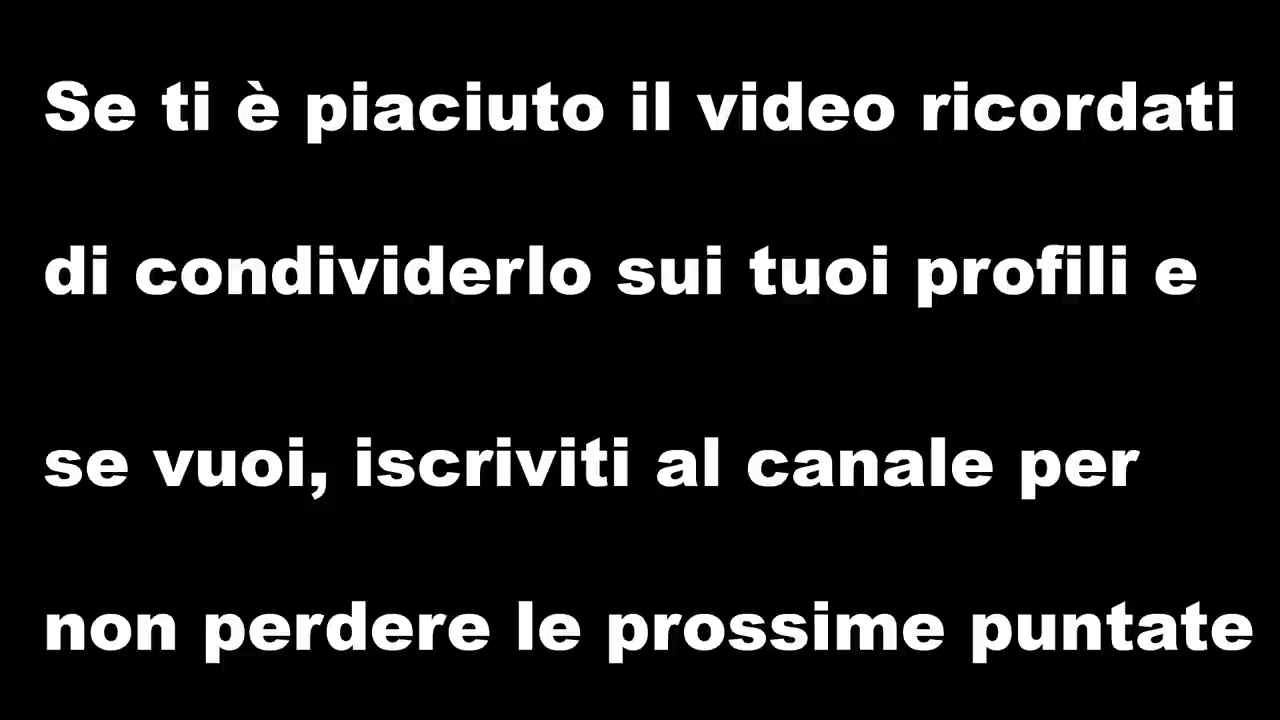 Se ti è piaciuto il video ricordati
di condividerlo sui tuoi profili e
se vuoi, iscriviti al canale per
non perdere le prossime puntate